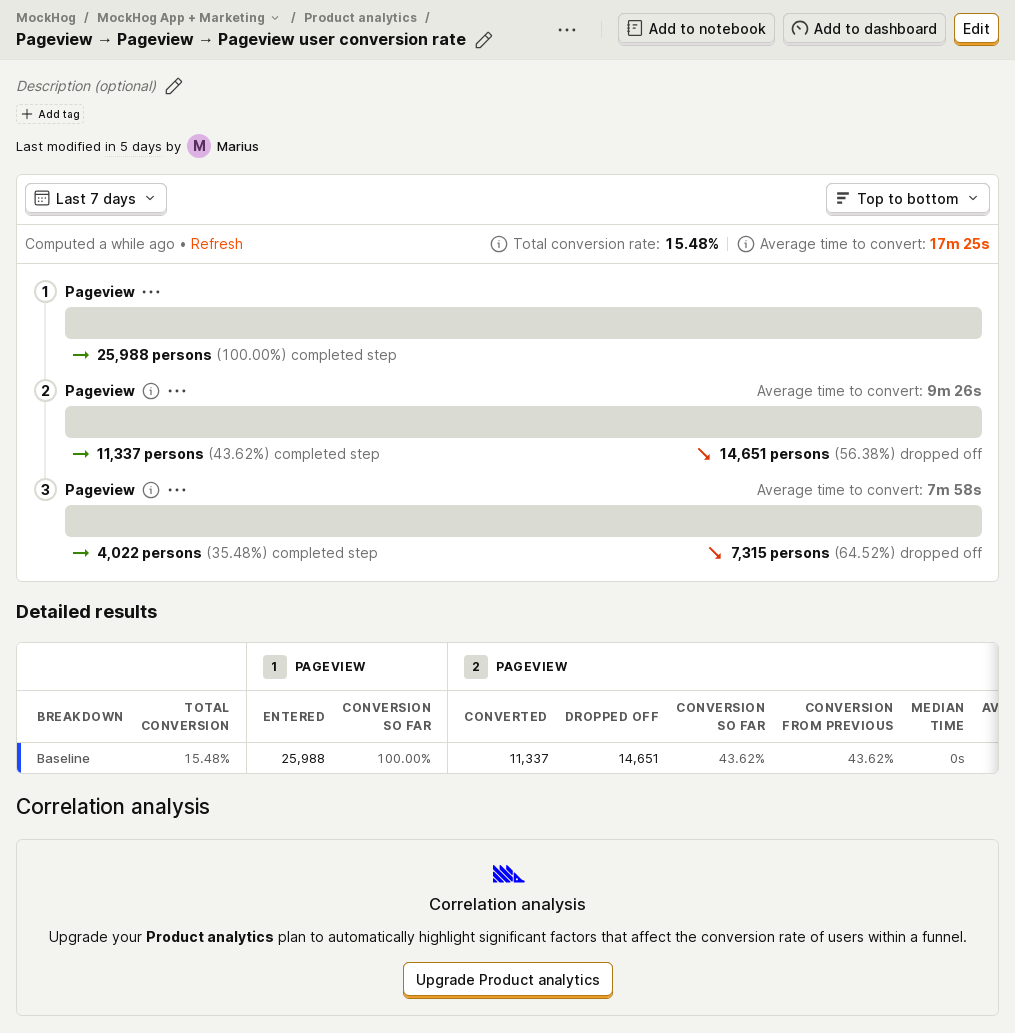 MockHog / MockHog App + Marketing / Product analytics /
Pageview → Pageview → Pageview user conversion rate
Add to notebook
Add to dashboard
Edit
Description (optional)
Add tag
Last modified in 5 days by M Marius
Last 7 days
Top to bottom
Computed a while ago • Refresh
Total conversion rate: 15.48%
Average time to convert: 17m 25s
1 Pageview
25,988 persons (100.00%) completed step
2 Pageview
Average time to convert: 9m 26s
11,337 persons (43.62%) completed step
14,651 persons (56.38%) dropped off
3 Pageview
Average time to convert: 7m 58s
4,022 persons (35.48%) completed step
7,315 persons (64.52%) dropped off
Detailed results
1 PAGEVIEW
2 PAGEVIEW
BREAKDOWN
TOTAL
CONVERSION
ENTERED
CONVERSION
SO FAR
CONVERTED
DROPPED OFF
CONVERSION
SO FAR
CONVERSION
FROM PREVIOUS
MEDIAN
TIME
AV
Baseline 15.48% 25,988 100.00% 11,337 14,651 43.62% 43.62% 0s
Correlation analysis
Correlation analysis
Upgrade your Product analytics plan to automatically highlight significant factors that affect the conversion rate of users within a funnel.
Upgrade Product analytics